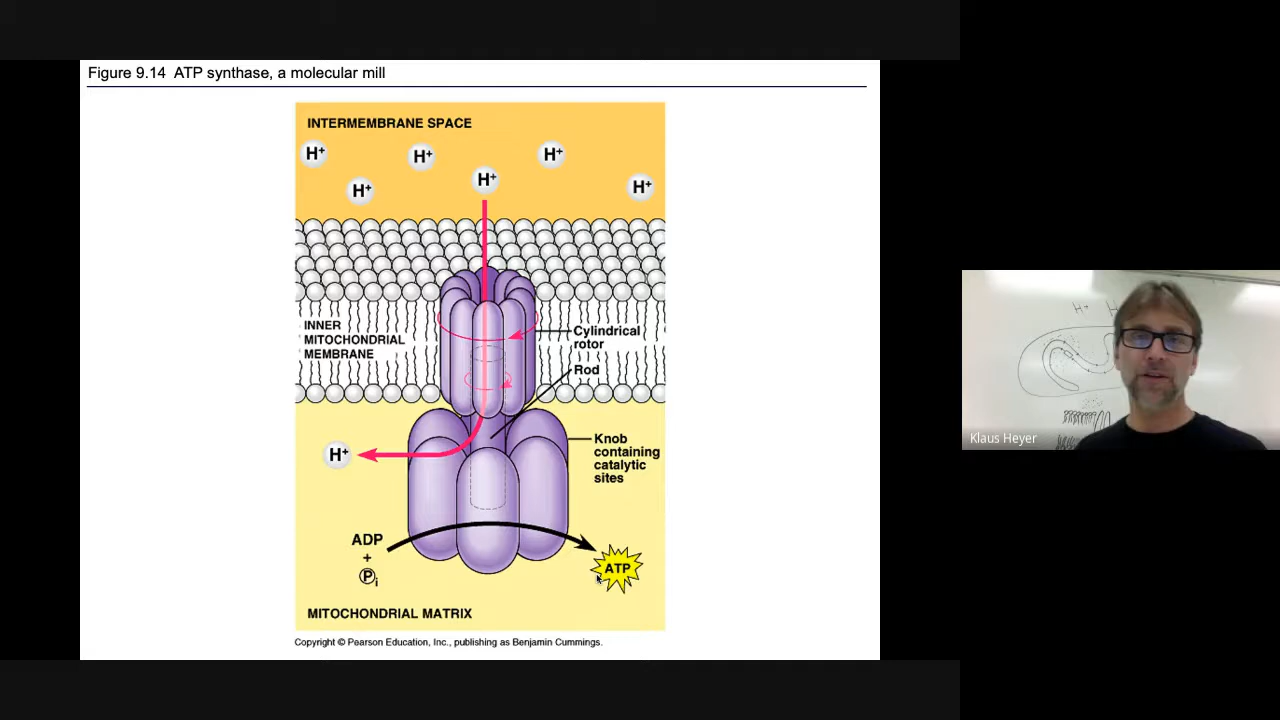 Figure 9.14 ATP synthase, a molecular mill
INTERMEMBRANE SPACE
H+
H+
H+
H+
H+
H+
INNER
MITOCHONDRIAL
MEMBRANE
Cylindrical
rotor
Rod
Knob
containing
catalytic
sites
H+
ADP
+
Pi
ATP
MITOCHONDRIAL MATRIX
Copyright © Pearson Education, Inc., publishing as Benjamin Cummings.
H+
H
Klaus Heyer